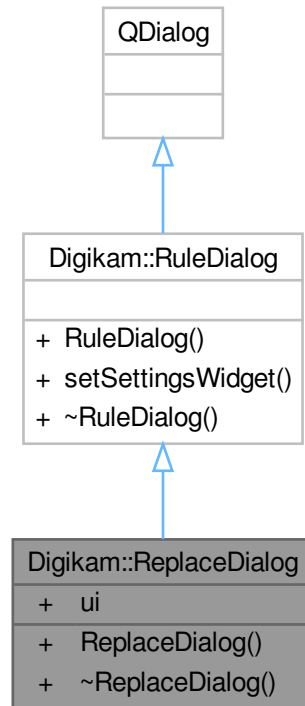 QDialog
Digikam::RuleDialog
+ RuleDialog()
+ setSettingsWidget()
+ ~RuleDialog()
Digikam::ReplaceDialog
+ ui
+ ReplaceDialog()
+ ~ReplaceDialog()